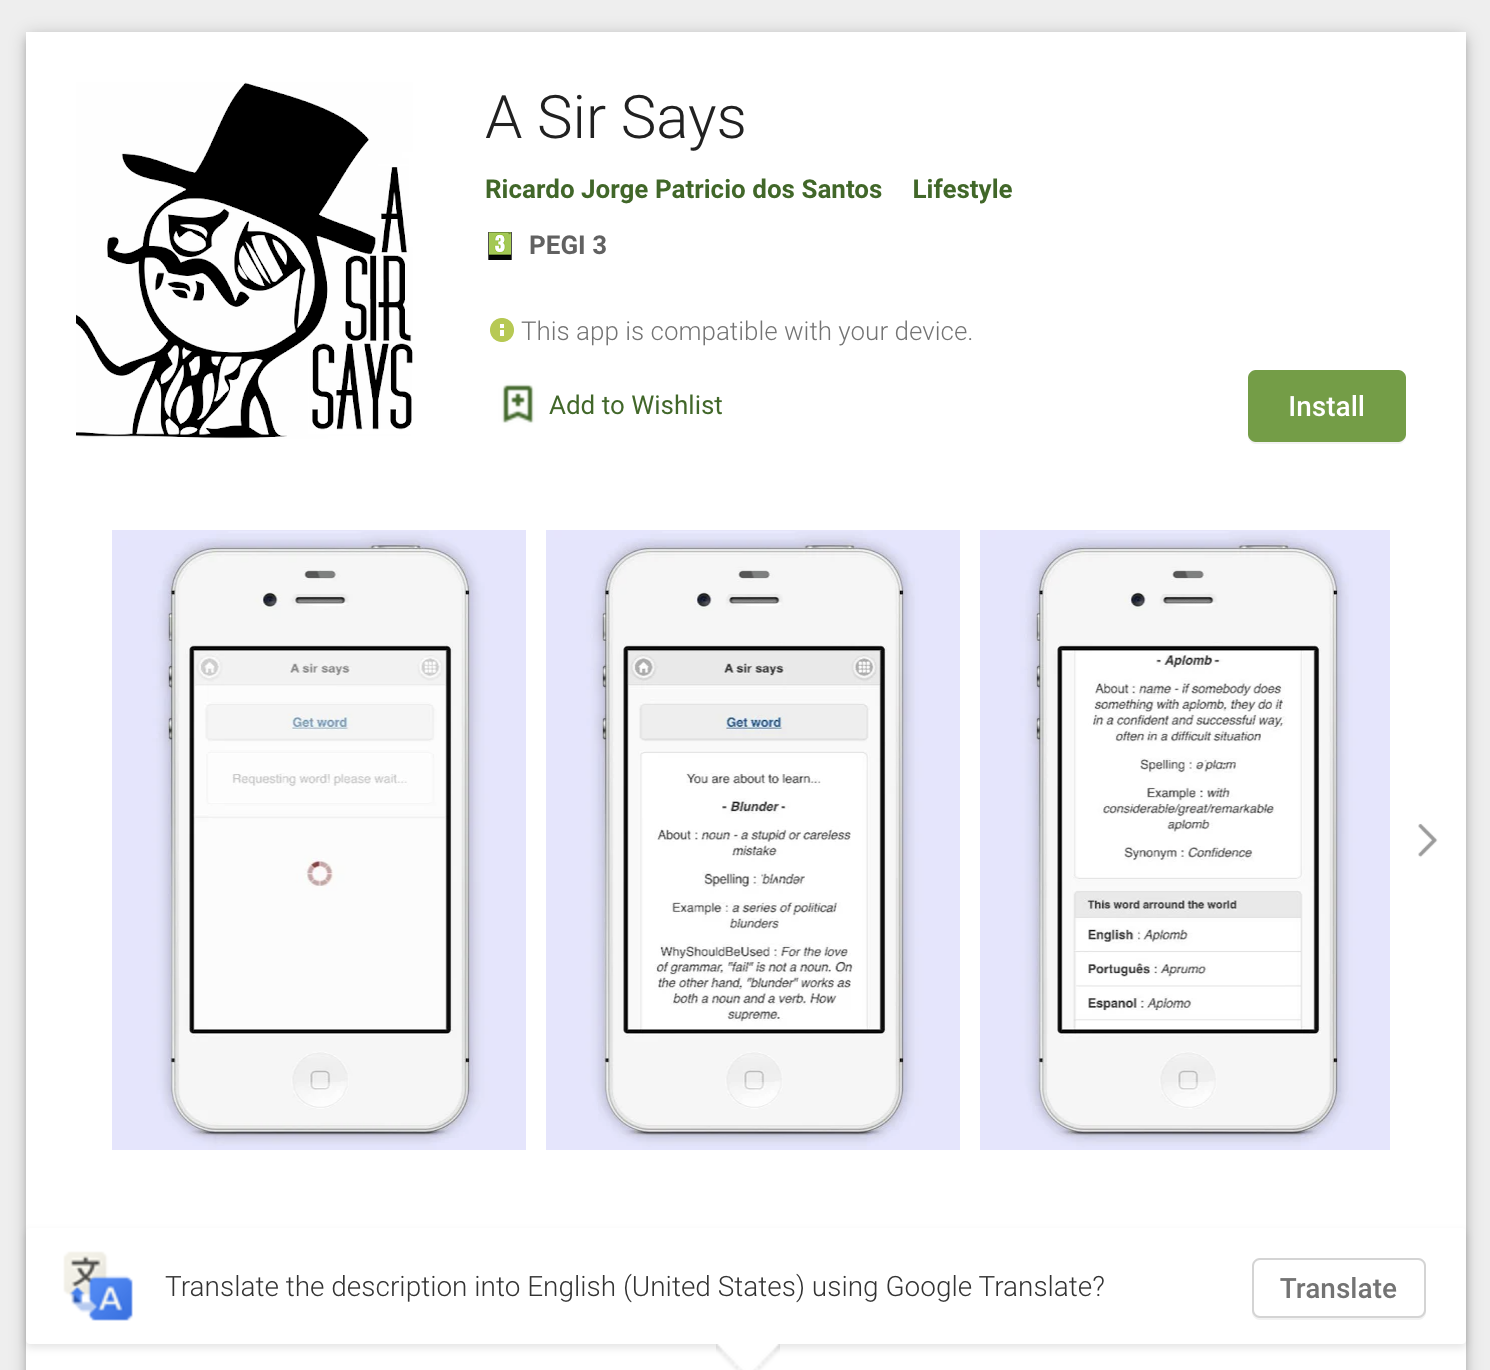 A
SIR
SAYS
A Sir Says
Ricardo Jorge Patricio dos Santos Lifestyle
3 PEGI 3
This app is compatible with your device.
Add to Wishlist
Install
A sir says
Get word
Requesting word! please wait...
A sir says
Get word
You are about to learn...
- Blunder -
About : noun - a stupid or careless
mistake
Spelling : ˈblʌndər
Example : a series of political
blunders
WhyShouldBeUsed : For the love
of grammar, "fail" is not a noun. On
the other hand, "blunder" works as
both a noun and a verb. How
supreme.
- Aplomb -
About : name - if somebody does
something with aplomb, they do it
in a confident and successful way,
often in a difficult situation
Spelling : əˈplɑːm
Example : with
considerable/great/remarkable
aplomb
Synonym : Confidence
This word arround the world
English : Aplomb
Português : Aprumo
Espanol : Aplomo
文
A
Translate the description into English (United States) using Google Translate?
Translate